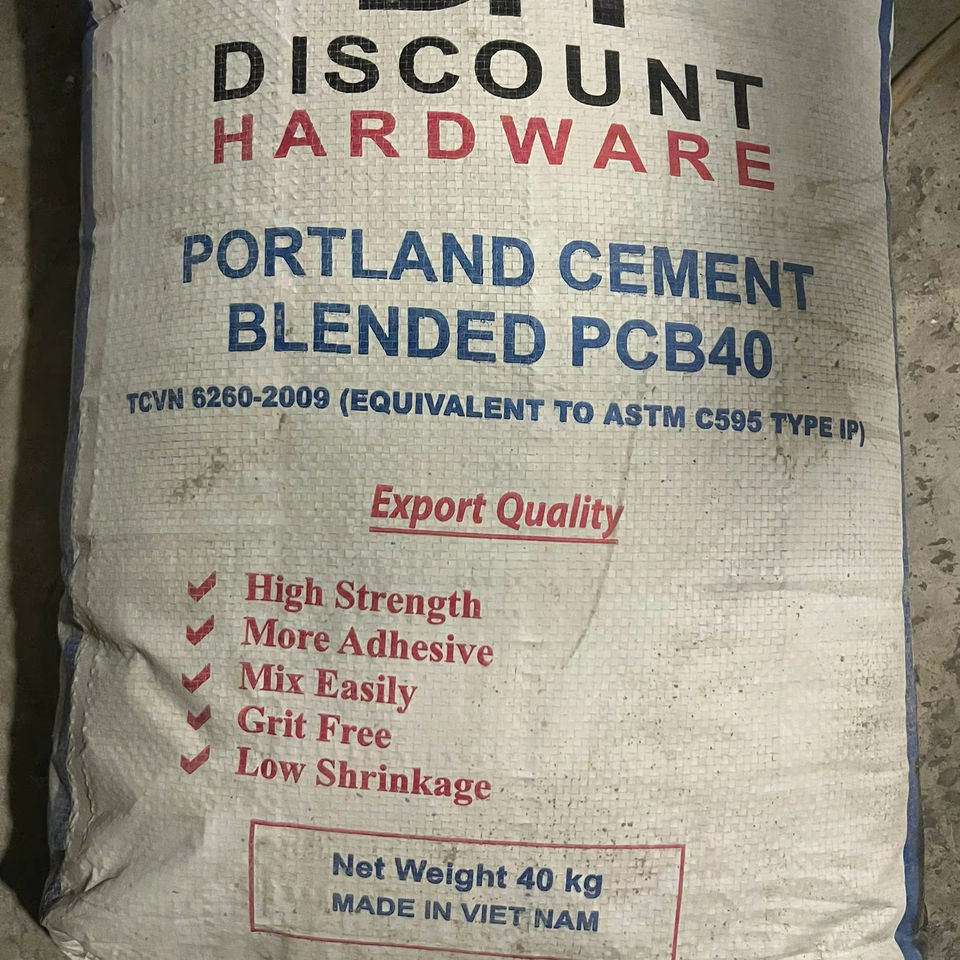 DISCOUNT
HARDWARE
PORTLAND CEMENT
BLENDED PCB40
TCVN 6260-2009 (EQUIVALENT TO ASTM C595 TYPE IP)
Export Quality
High Strength
More Adhesive
Mix Easily
Grit Free
Low Shrinkage
Net Weight 40 kg
MADE IN VIET NAM